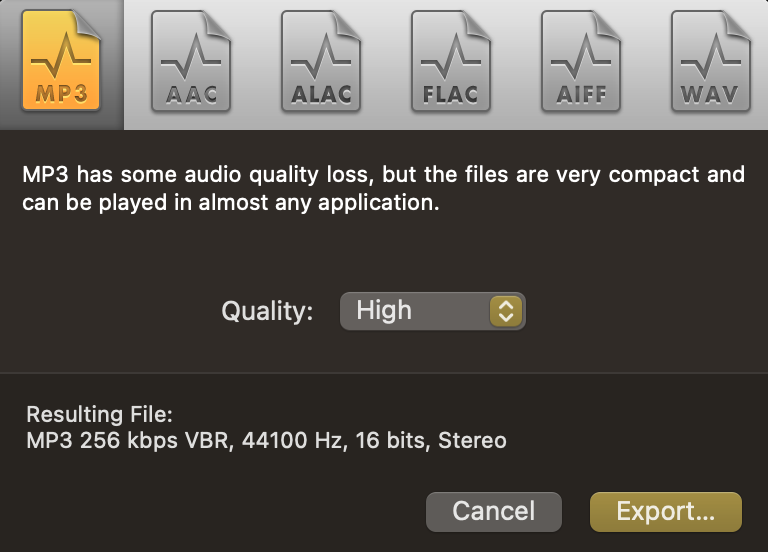 MP3 AAC ALAC FLAC AIFF WAV
MP3 has some audio quality loss, but the files are very compact and
can be played in almost any application.
Quality: High
Resulting File:
MP3 256 kbps VBR, 44100 Hz, 16 bits, Stereo
Cancel Export...